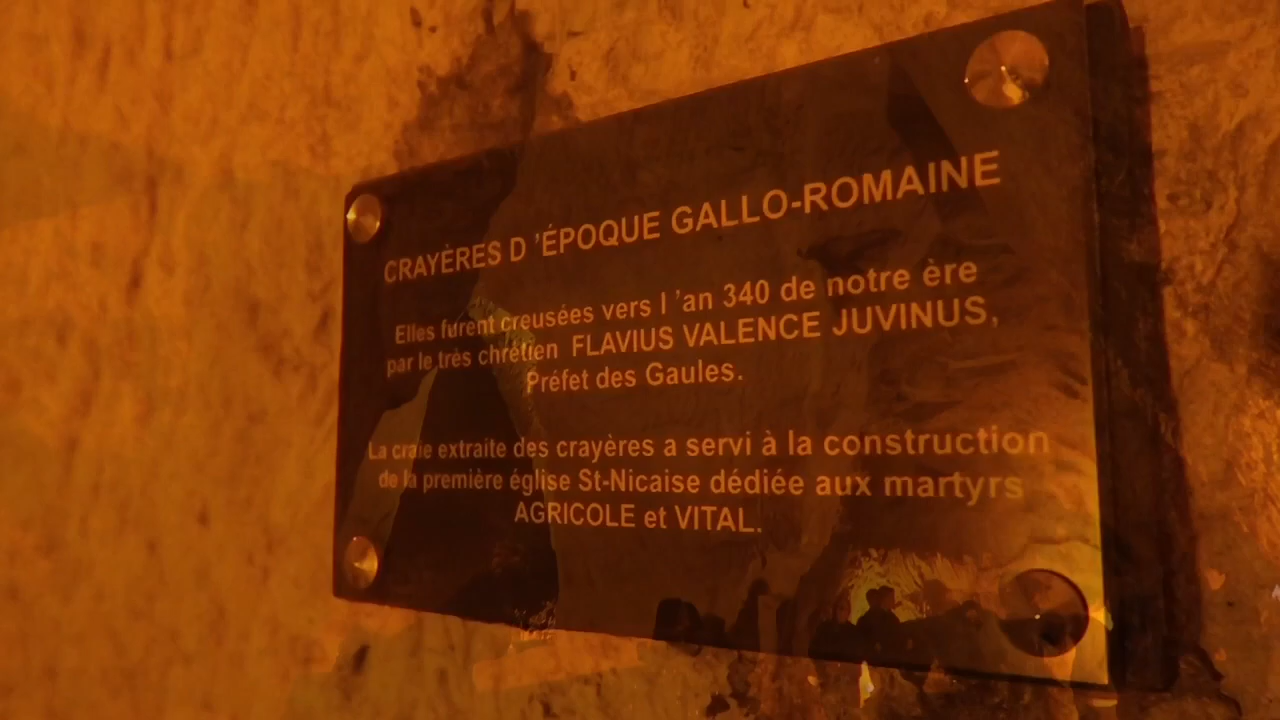 CRAYÈRES D 'ÉPOQUE GALLO-ROMAINE
Elles furent creusées vers l 'an 340 de notre ère
par le très chrétien FLAVIUS VALENCE JUVINUS,
Préfet des Gaules.
La craie extraite des crayères a servi à la construction
de la première église St-Nicaise dédiée aux martyrs
AGRICOLE et VITAL.